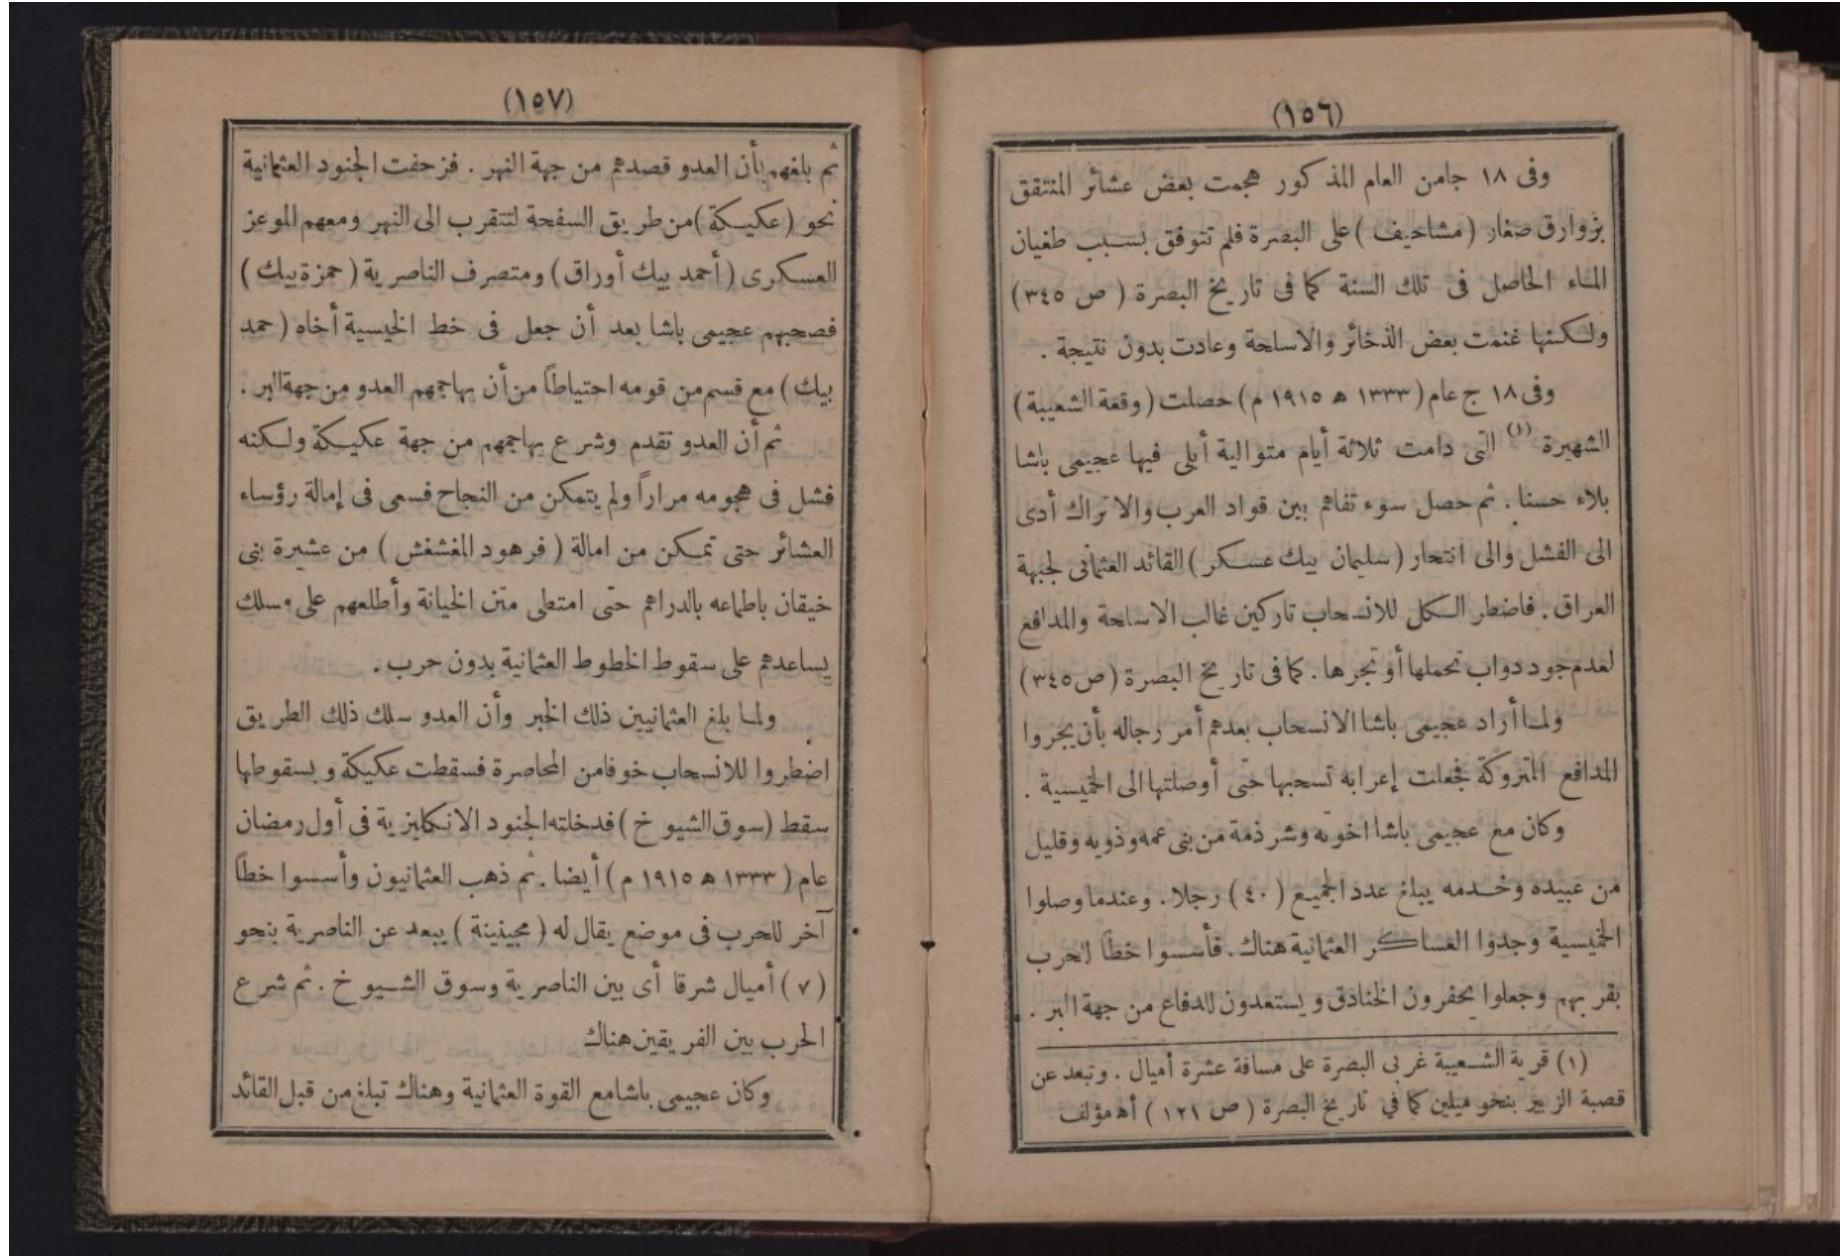 (١٥٦)
وفى ١٨ جا من العام المذكور هجمت بعض عشائر المنتفق
بزوارق صغار (مشاحيف) على البصرة فلم تتوفق بسبب طغيان
الماء الحاصل فى تلك السنة كما فى تاريخ البصرة (ص ٣٤٥)
ولكنها غنمت بعض الذخائر والاسلحة وعادت بدون نتيجة .
وفى ١٨ ج عام (١٣٣٣ ه ١٩١٥ م) حصلت (وقعة الشعيبة)
الشهيرة (١) التى دامت ثلاثة أيام متوالية أبلى فيها عجيمى باشا
بلاء حسنا . ثم حصل سوء تفاهم بين قواد العرب والاتراك أدى
الى الفشل والى انتحار (سليمان بيك عسكر) القائد العثمانى لجبهة
العراق . فاضطر الكل للانسحاب تاركين غالب الاسلحة والمدافع
لعدم جود دواب تحملها أو تجرها . كما فى تاريخ البصرة (ص ٣٤٥)
ولما أراد عجيمى باشا الانسحاب بعدهم أمر رجاله بأن يجروا
المدافع المتروكة فجعلت إعرابه تسحبها حتى أوصلتها الى الخميسية .
وكان مع عجيمى باشا اخوته وشرذمة من بنى عمه وذويه وقليل
من عبيده وخدمه يبلغ عدد الجميع (٤٠) رجلا . وعندما وصلوا
الخميسية وجدوا العساكر العثمانية هناك . فأسسوا خطاً للحرب
بقربهم وجعلوا يحفرون الخنادق ويستعدون للدفاع من جهة البر .
(١) قرية الشعيبة غربى البصرة على مسافة عشرة أميال . وتبعد عن
قصبة الزبير بنحو ميلين كما في تاريخ البصرة (ص ١٢١) أه مؤلف
(١٥٧)
ثم بلغهم بأن العدو قصدهم من جهة النهر . فزحفت الجنود العثمانية
نحو (عكيكة) من طريق السفحة لتتقرب الى النهر ومعهم الموعز
العسكرى (أحمد بيك أوراق) ومتصرف الناصرية (حمزة بيك)
فصحبهم عجيمى باشا بعد أن جعل فى خط الخيسية أخاه (حمد
بيك) مع قسم من قومه احتياطاً من أن يهاجمهم العدو من جهة البر .
ثم أن العدو تقدم وشرع يهاجمهم من جهة عكيكة ولكنه
فشل فى هجومه مراراً ولم يتمكن من النجاح فسعى فى إمالة رؤساء
العشائر حتى تمكن من امالة (فرهود المغشغش) من عشيرة بنى
خيقان باطماعه بالدراهم حتى امتطى متن الخيانة وأطلعهم على مسلك
يساعدهم على سقوط الخطوط العثمانية بدون حرب .
ولما بلغ العثمانيين ذلك الخبر وأن العدو سلك ذلك الطريق
اضطروا للانسحاب خوفا من المحاصرة فسقطت عكيكة وبسقوطها
سقط (سوق الشيوخ) فدخلته الجنود الانكليزية فى أول رمضان
عام (١٣٣٣ ه ١٩١٥ م) أيضا . ثم ذهب العثمانيون وأسسوا خطاً
آخر للحرب فى موضع يقال له (مجينينة) يبعد عن الناصرية بنحو
(٧) أميال شرقا أى بين الناصرية وسوق الشيوخ . ثم شرع
الحرب بين الفريقين هناك
وكان عجيمى باشا مع القوة العثمانية وهناك تبلغ من قبل القائد